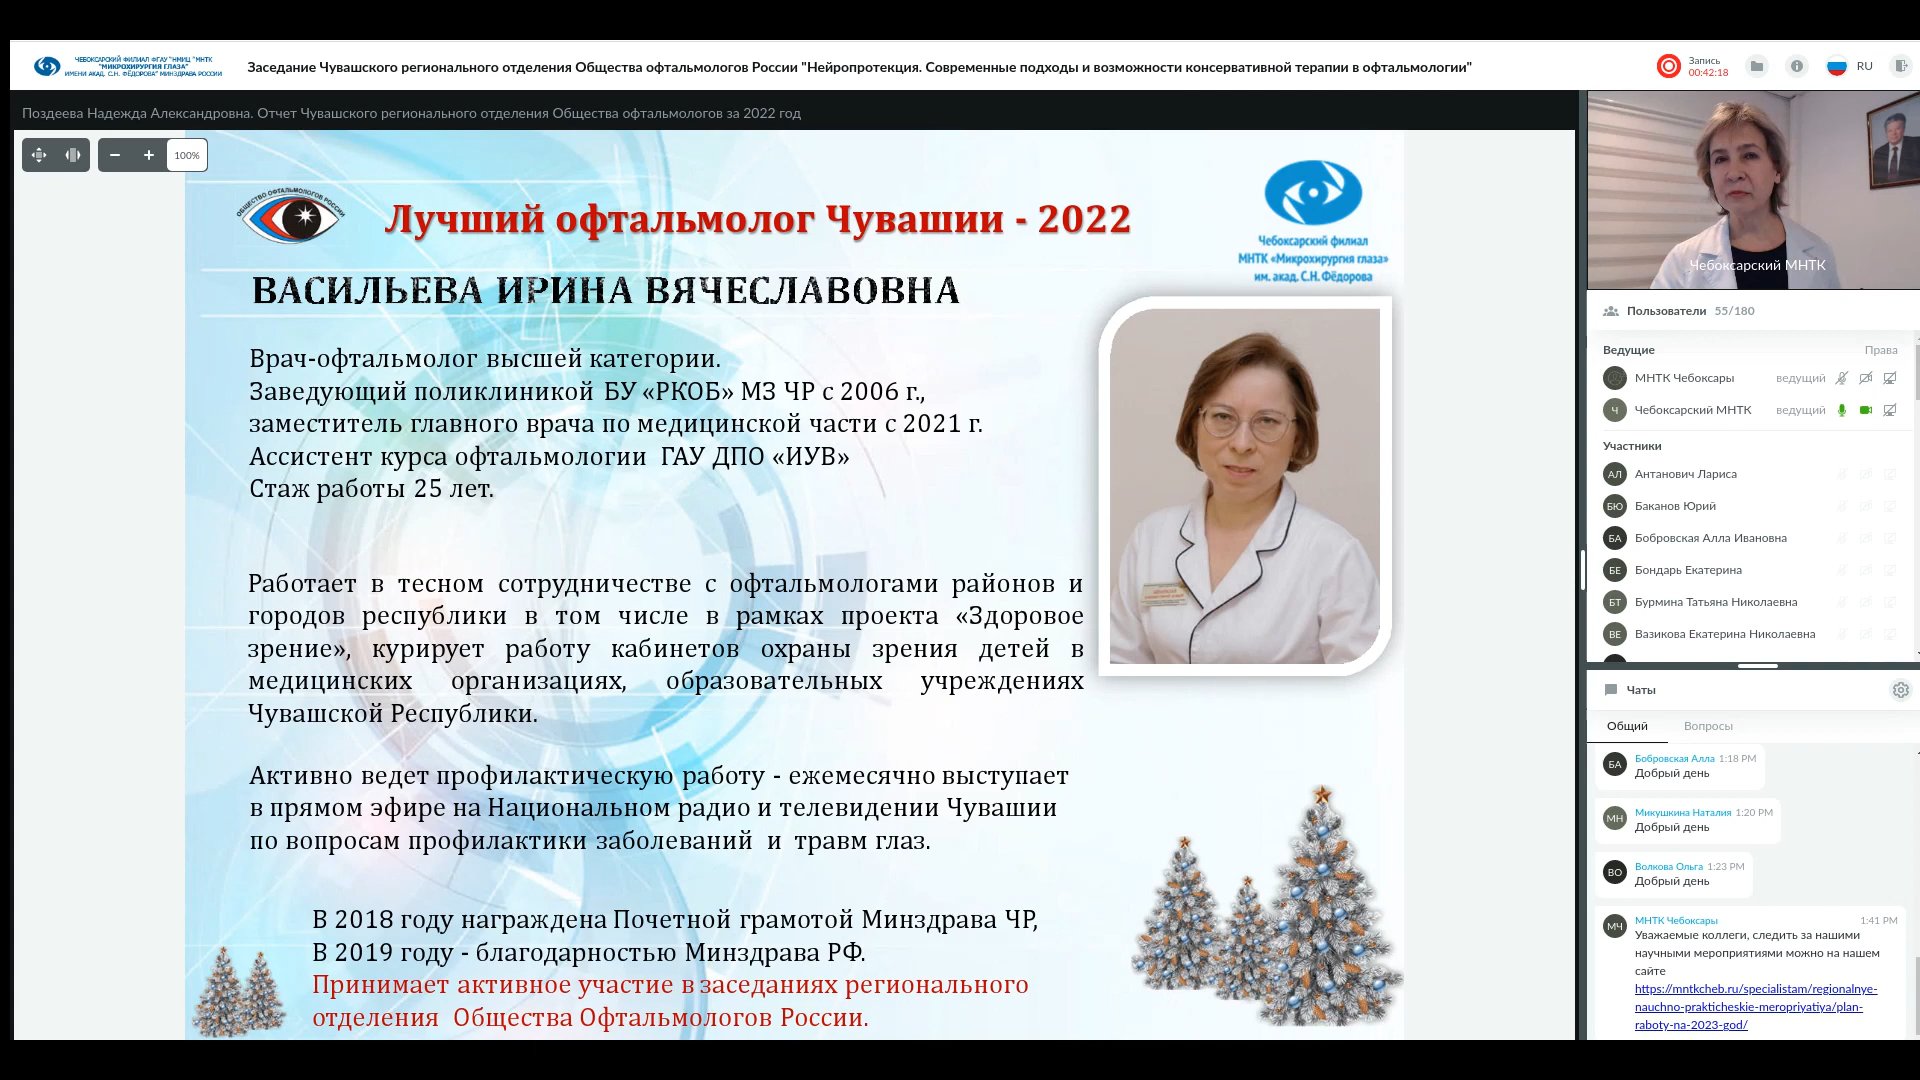 ЧЕБОКСАРСКИЙ ФИЛИАЛ ФГАУ "НМИЦ "МНТК
"МИКРОХИРУРГИЯ ГЛАЗА"
ИМЕНИ АКАД. С.Н. ФЁДОРОВА" МИНЗДРАВА РОССИИ
Заседание Чувашского регионального отделения Общества офтальмологов России "Нейропротекция. Современные подходы и возможности консервативной терапии в офтальмологии"
Запись
00:42:18
RU
Поздеева Надежда Александровна. Отчет Чувашского регионального отделения Общества офтальмологов за 2022 год
100%
ОБЩЕСТВО ОФТАЛЬМОЛОГОВ РОССИИ
Лучший офтальмолог Чувашии - 2022
Чебоксарский филиал
МНТК «Микрохирургия глаза»
им. акад. С.Н. Фёдорова
ВАСИЛЬЕВА ИРИНА ВЯЧЕСЛАВОВНА
Врач-офтальмолог высшей категории.
Заведующий поликлиникой БУ «РКОБ» МЗ ЧР с 2006 г.,
заместитель главного врача по медицинской части с 2021 г.
Ассистент курса офтальмологии ГАУ ДПО «ИУВ»
Стаж работы 25 лет.
Работает в тесном сотрудничестве с офтальмологами районов и
городов республики в том числе в рамках проекта «Здоровое
зрение», курирует работу кабинетов охраны зрения детей в
медицинских организациях, образовательных учреждениях
Чувашской Республики.
Активно ведет профилактическую работу - ежемесячно выступает
в прямом эфире на Национальном радио и телевидении Чувашии
по вопросам профилактики заболеваний и травм глаз.
В 2018 году награждена Почетной грамотой Минздрава ЧР,
В 2019 году - благодарностью Минздрава РФ.
Принимает активное участие в заседаниях регионального
отделения Общества Офтальмологов России.
Чебоксарский МНТК
Пользователи 55/180
Ведущие Права
МНТК Чебоксары ведущий
Ч Чебоксарский МНТК ведущий
Участники
АЛ Антанович Лариса
БЮ Баканов Юрий
БА Бобровская Алла Ивановна
БЕ Бондарь Екатерина
БТ Бурмина Татьяна Николаевна
ВЕ Вазикова Екатерина Николаевна
Чаты
Общий Вопросы
БА Бобровская Алла 1:18 PM
Добрый день
МН Микушкина Наталия 1:20 PM
Добрый день
ВО Волкова Ольга 1:23 PM
Добрый день
МЧ МНТК Чебоксары 1:41 PM
Уважаемые коллеги, следить за нашими
научными мероприятиями можно на нашем
сайте
https://mntkcheb.ru/specialistam/regionalnye-
nauchno-prakticheskie-meropriyatiya/plan-
raboty-na-2023-god/